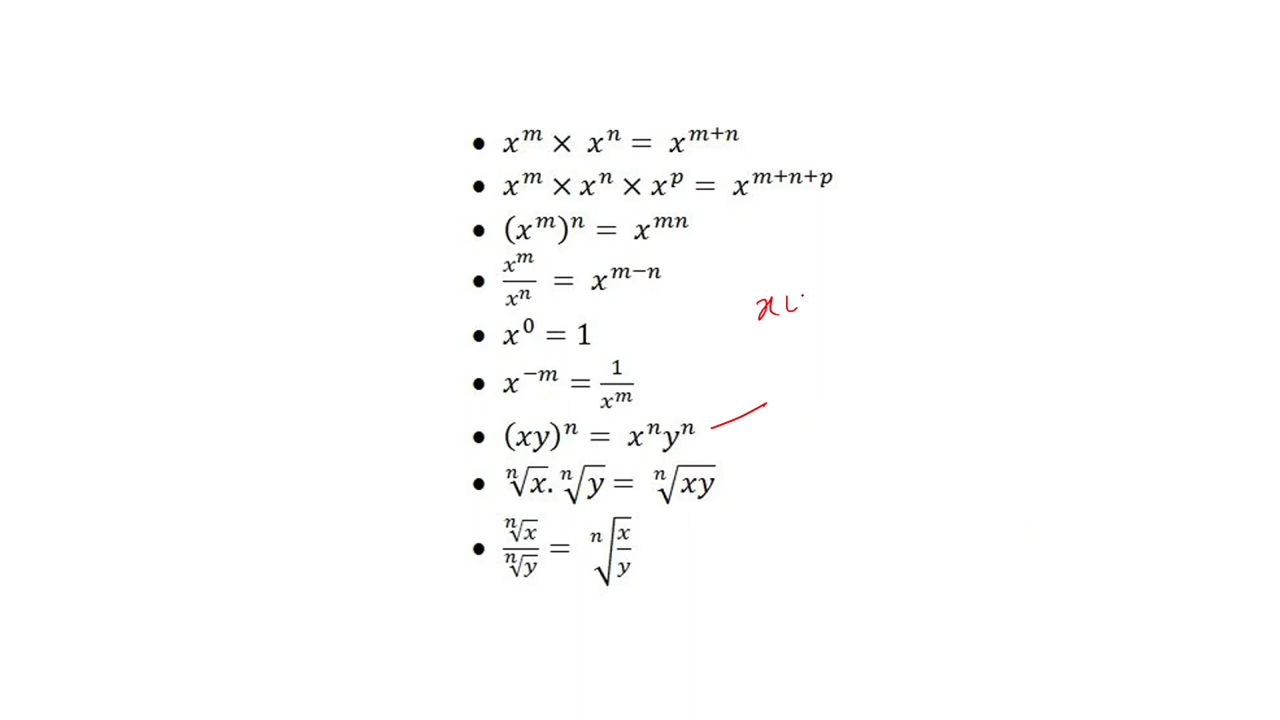 • x^m × x^n = x^{m+n}
• x^m × x^n × x^p = x^{m+n+p}
• (x^m)^n = x^{mn}
• x^m/x^n = x^{m−n}
• x^0 = 1
• x^{−m} = 1/x^m
• (xy)^n = x^n y^n
• ⁿ√x . ⁿ√y = ⁿ√(xy)
• ⁿ√x/ⁿ√y = ⁿ√(x/y)
x